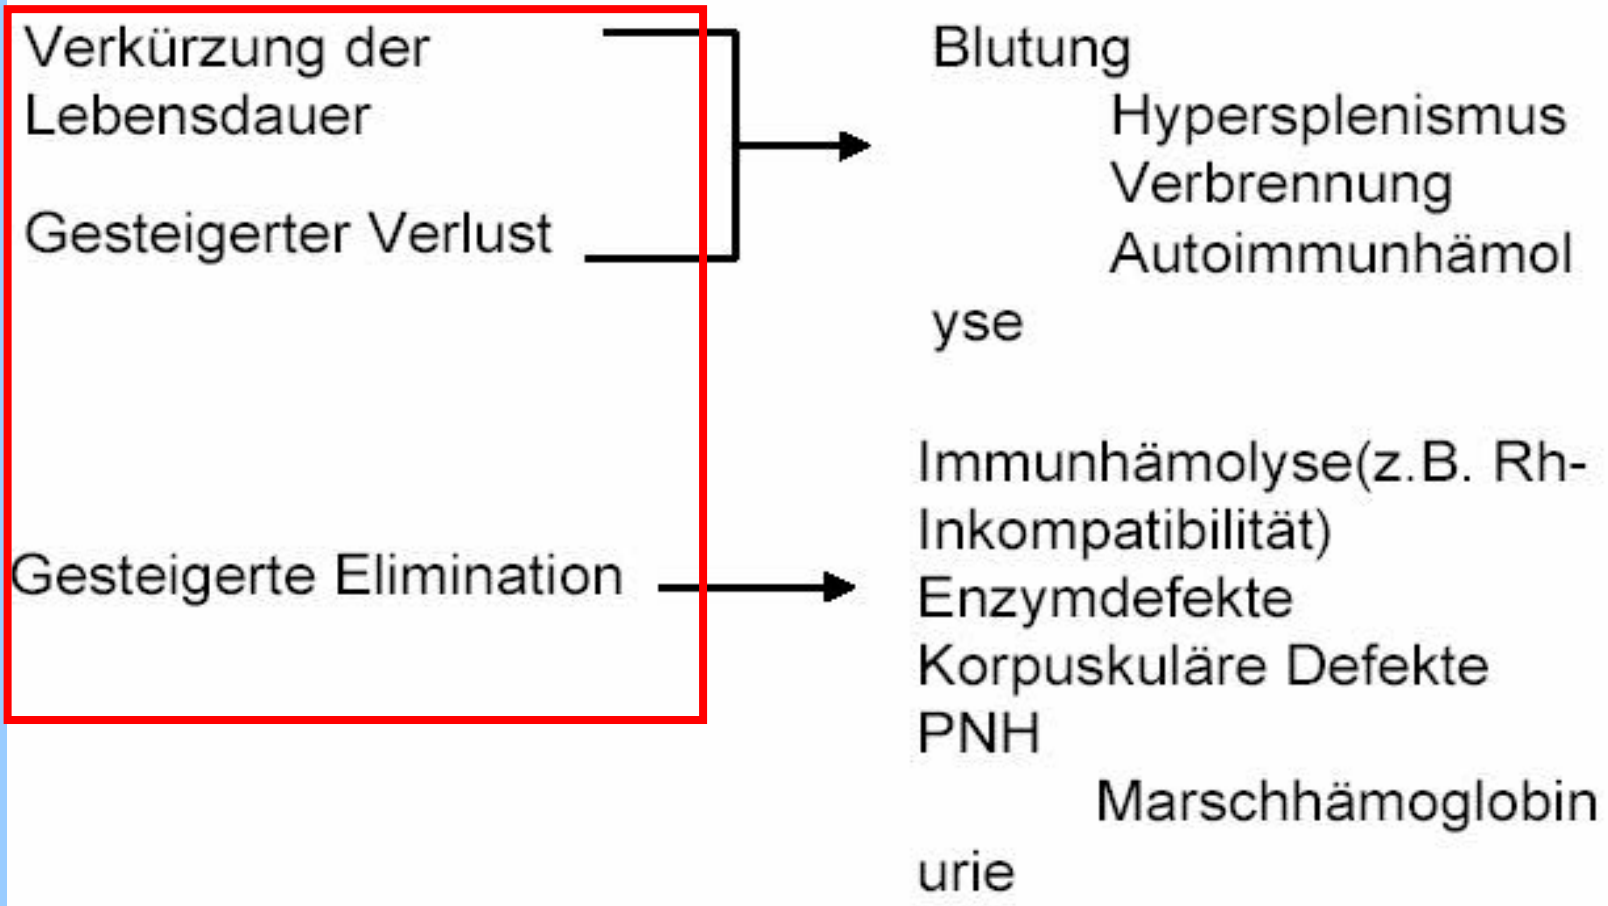 Verkürzung der
Lebensdauer
Gesteigerter Verlust
Gesteigerte Elimination
Blutung
Hypersplenismus
Verbrennung
Autoimmunhämol
yse
Immunhämolyse(z.B. Rh-
Inkompatibilität)
Enzymdefekte
Korpuskuläre Defekte
PNH
Marschhämoglobin
urie